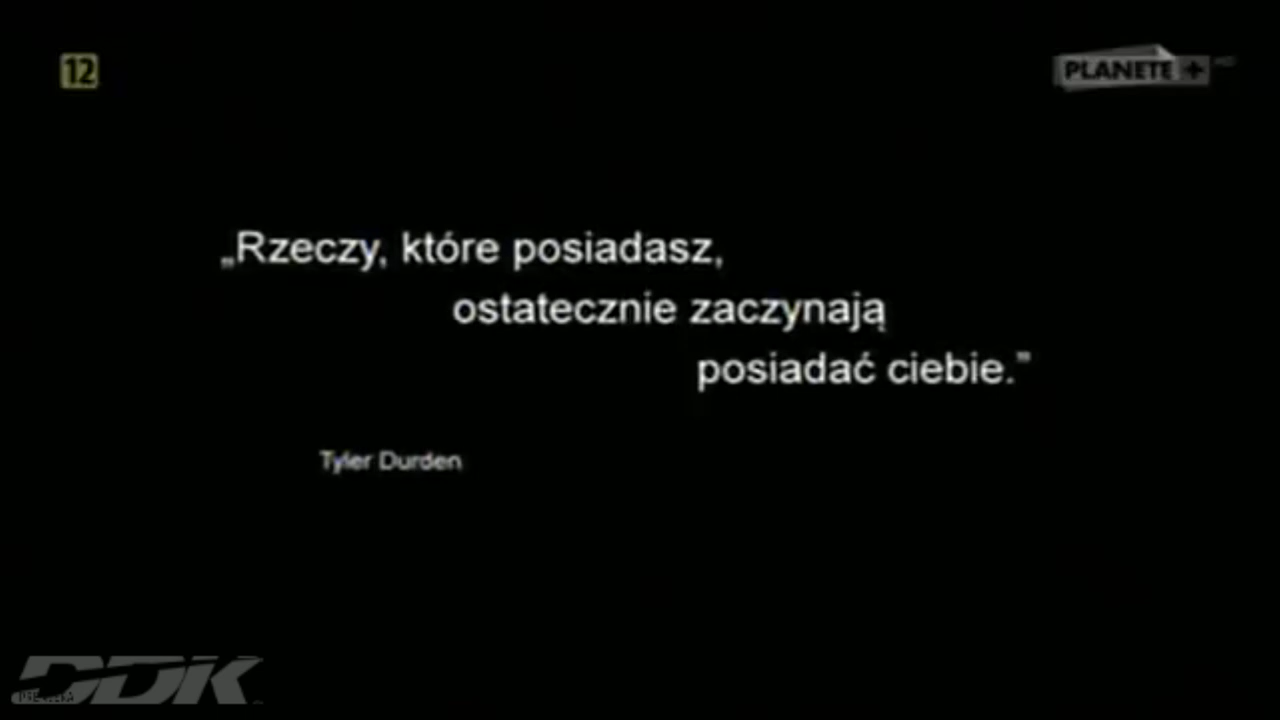 12
PLANETE +
„Rzeczy, które posiadasz,
ostatecznie zaczynają
posiadać ciebie.”
Tyler Durden
DDK